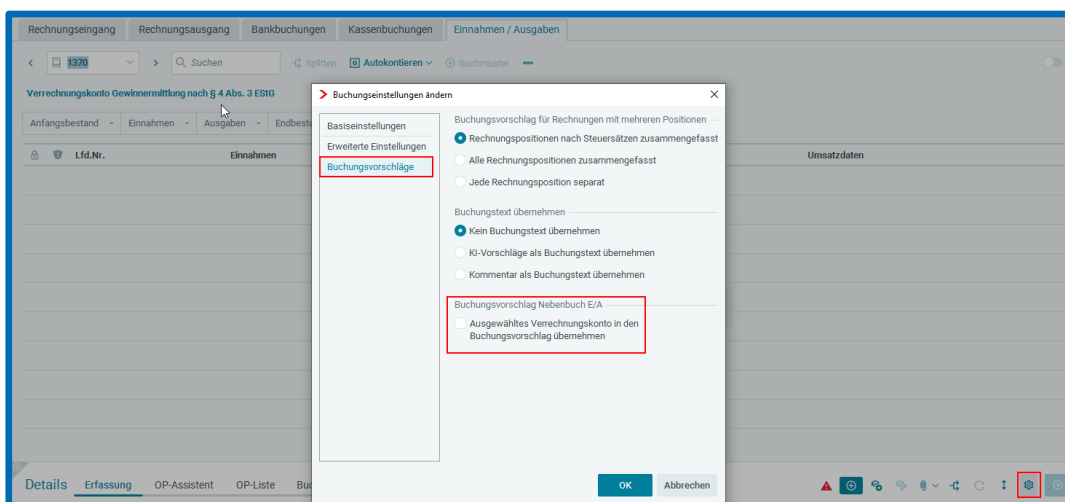 Rechnungseingang Rechnungsausgang Bankbuchungen Kassenbuchungen Einnahmen / Ausgaben
1370 Suchen Splitten Autokontieren Suchmuster
Verrechnungskonto Gewinnermittlung nach § 4 Abs. 3 EStG
Anfangsbestand - Einnahmen - Ausgaben -
Lfd.Nr. Einnahmen Umsatzdaten
Buchungseinstellungen ändern
Basiseinstellungen
Erweiterte Einstellungen
Buchungsvorschläge
Buchungsvorschlag für Rechnungen mit mehreren Positionen
Rechnungspositionen nach Steuersätzen zusammengefasst
Alle Rechnungspositionen zusammengefasst
Jede Rechnungsposition separat
Buchungstext übernehmen
Kein Buchungstext übernehmen
KI-Vorschläge als Buchungstext übernehmen
Kommentar als Buchungstext übernehmen
Buchungsvorschlag Nebenbuch E/A
Ausgewähltes Verrechnungskonto in den
Buchungsvorschlag übernehmen
OK Abbrechen
Details Erfassung OP-Assistent OP-Liste